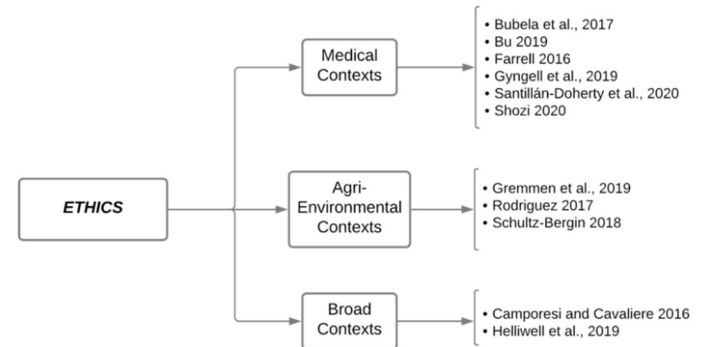 ETHICS
Medical
Contexts
• Bubela et al., 2017
• Bu 2019
• Farrell 2016
• Gyngell et al., 2019
• Santillán-Doherty et al., 2020
• Shozi 2020
Agri-
Environmental
Contexts
• Gremmen et al., 2019
• Rodriguez 2017
• Schultz-Bergin 2018
Broad
Contexts
• Camporesi and Cavaliere 2016
• Helliwell et al., 2019